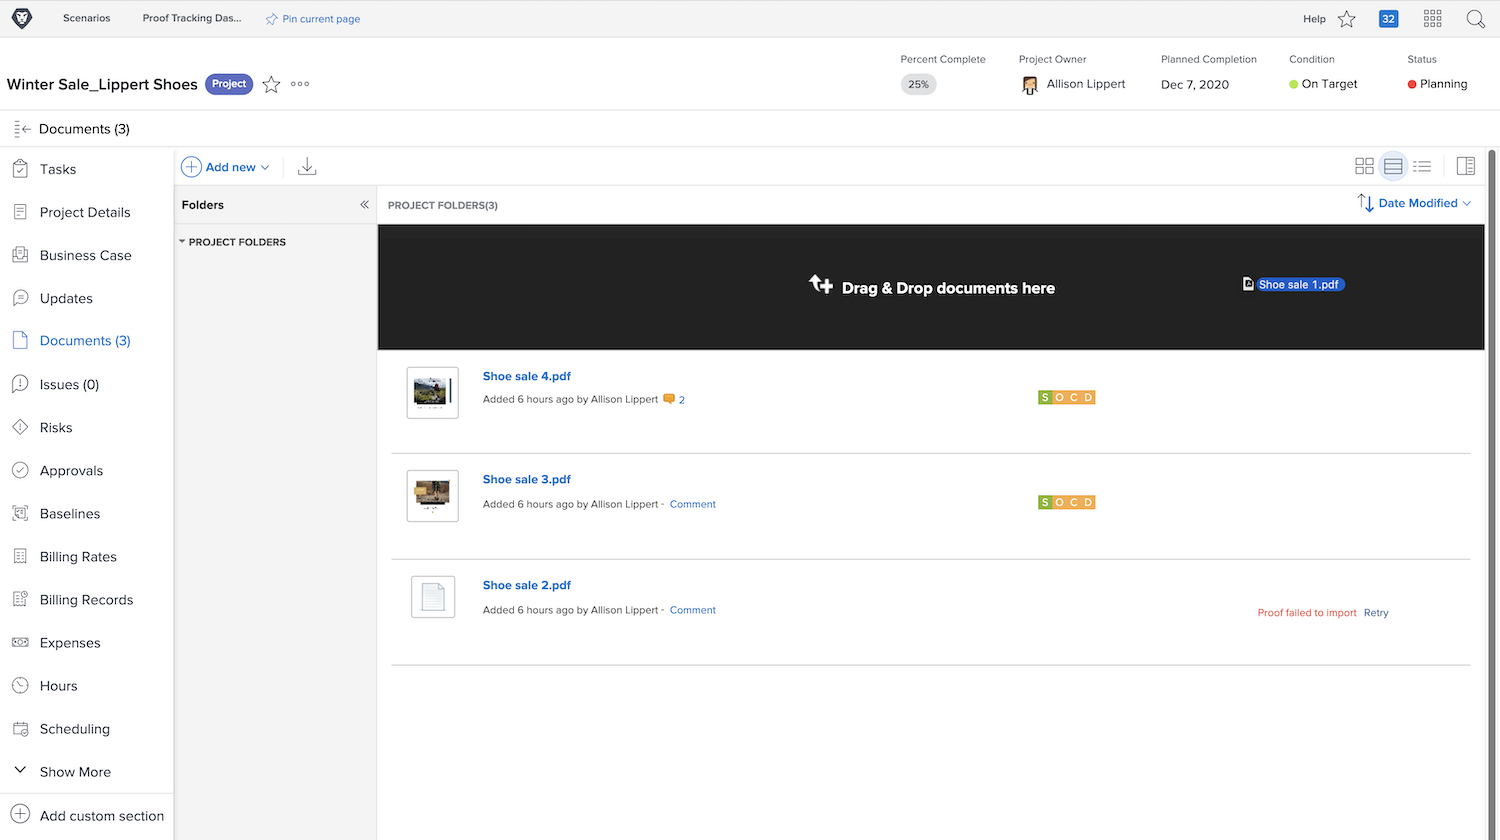 Scenarios
Proof Tracking Das...
Pin current page
Help
32
Winter Sale_Lippert Shoes
Project
Percent Complete
25%
Project Owner
Allison Lippert
Planned Completion
Dec 7, 2020
Condition
On Target
Status
Planning
Documents (3)
Tasks
Project Details
Business Case
Updates
Documents (3)
Issues (0)
Risks
Approvals
Baselines
Billing Rates
Billing Records
Expenses
Hours
Scheduling
Show More
Add custom section
Add new
Folders
PROJECT FOLDERS
PROJECT FOLDERS(3)
Date Modified
Drag & Drop documents here
Shoe sale 1.pdf
Shoe sale 4.pdf
Added 6 hours ago by Allison Lippert 2
S O C D
Shoe sale 3.pdf
Added 6 hours ago by Allison Lippert - Comment
S O C D
Shoe sale 2.pdf
Added 6 hours ago by Allison Lippert - Comment
Proof failed to import Retry